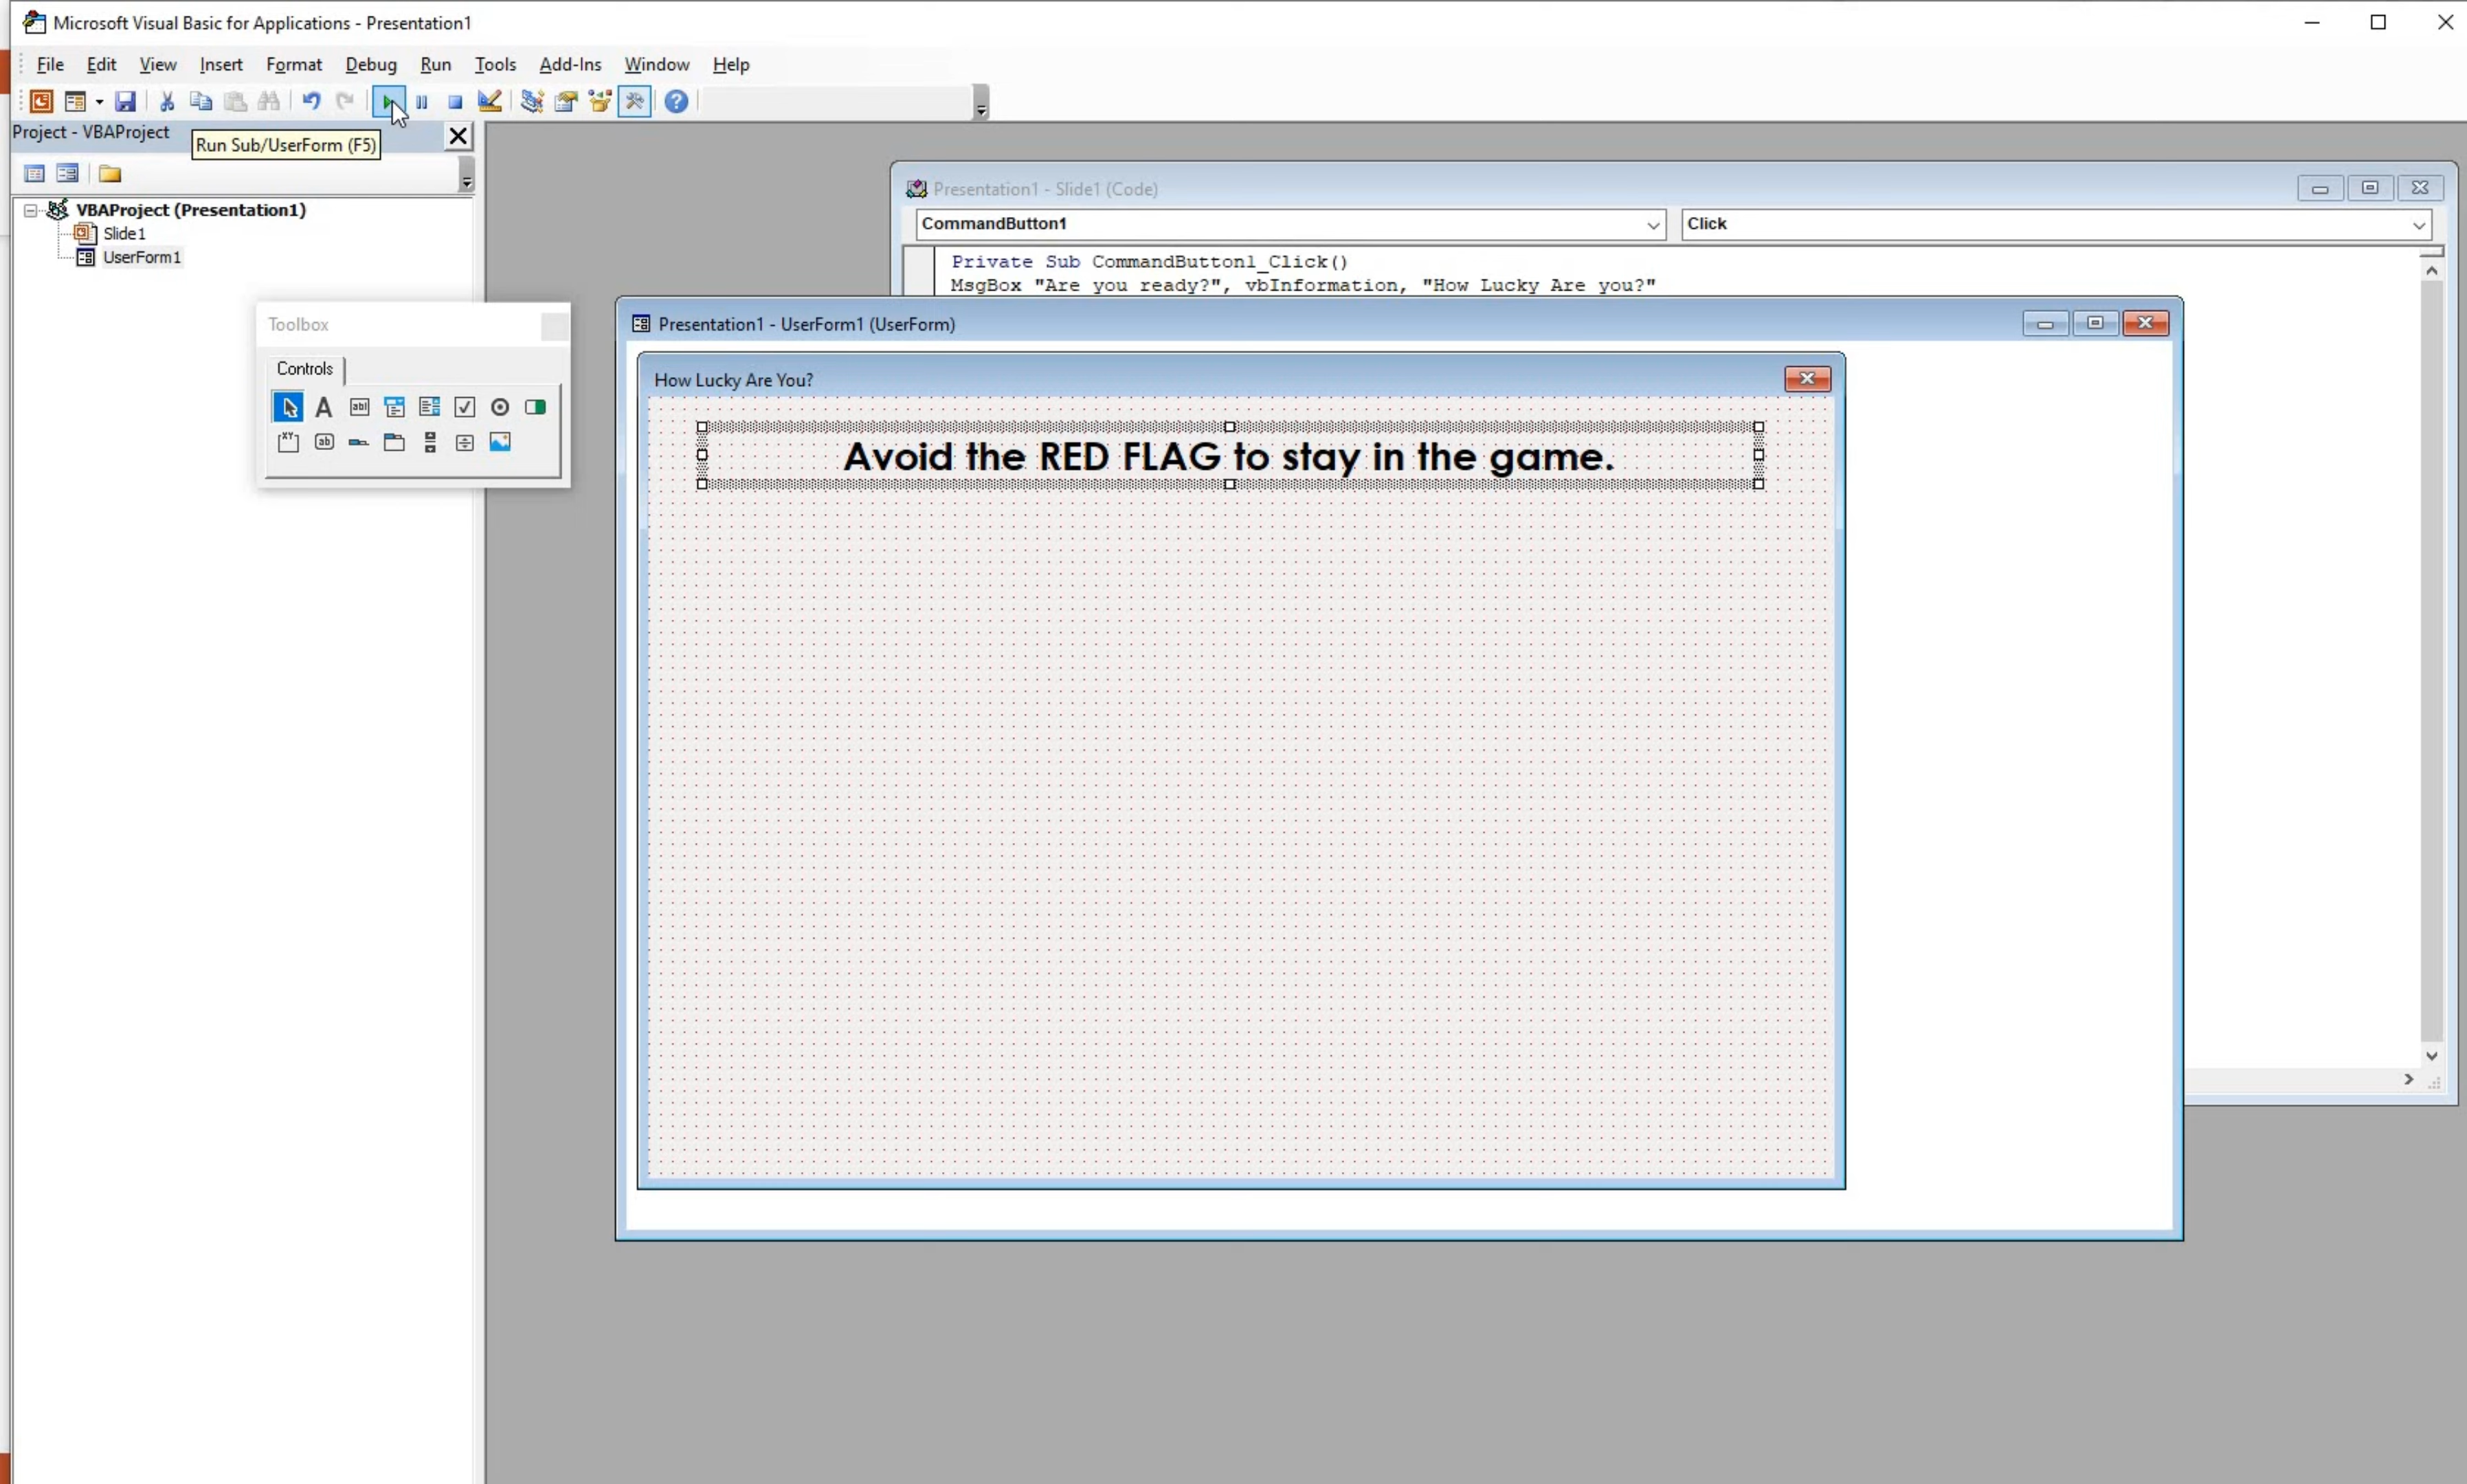 Microsoft Visual Basic for Applications - Presentation1
File Edit View Insert Format Debug Run Tools Add-Ins Window Help
Project - VBAProject
Run Sub/UserForm (F5)
VBAProject (Presentation1)
Slide1
UserForm1
Toolbox
Controls
Presentation1 - Slide1 (Code)
CommandButton1 Click
Private Sub CommandButton1_Click()
MsgBox "Are you ready?", vbInformation, "How Lucky Are you?"
Presentation1 - UserForm1 (UserForm)
How Lucky Are You?
Avoid the RED FLAG to stay in the game.